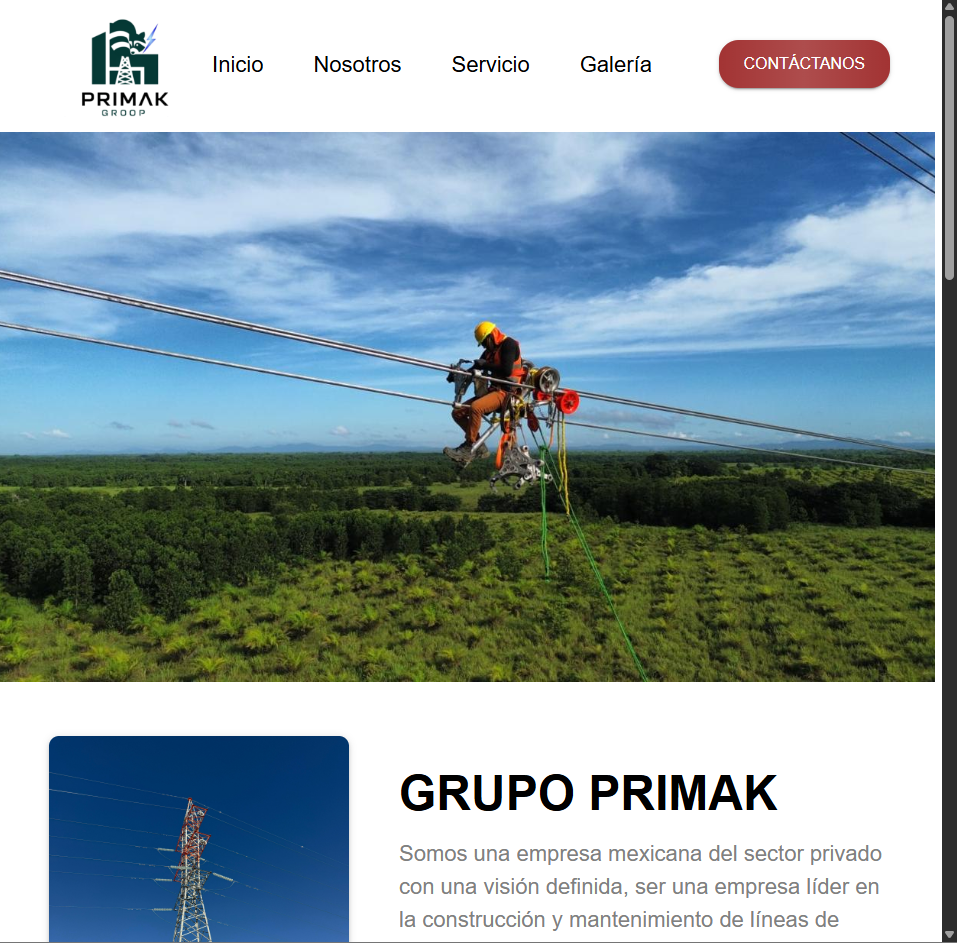 PRIMAK
GROOP
Inicio
Nosotros
Servicio
Galería
CONTÁCTANOS
GRUPO PRIMAK
Somos una empresa mexicana del sector privado
con una visión definida, ser una empresa líder en
la construcción y mantenimiento de líneas de